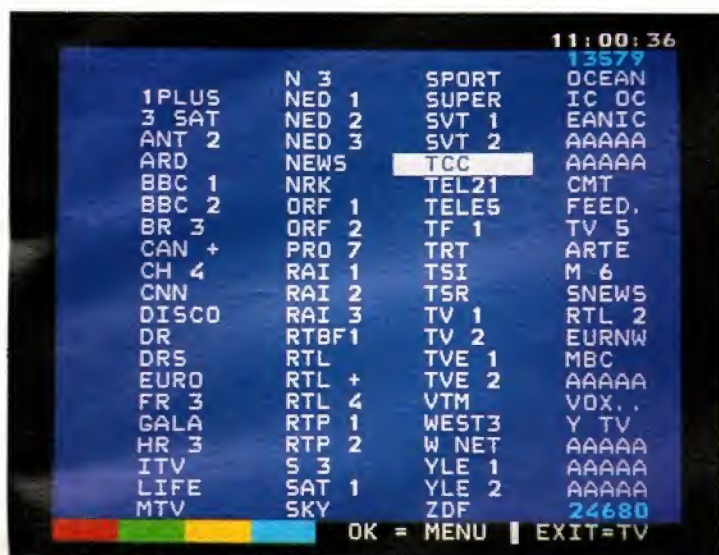 11:00:36
13579
N 3 SPORT OCEAN
1PLUS NED 1 SUPER IC OC
3 SAT NED 2 SVT 1 EANIC
ANT 2 NED 3 SVT 2 AAAAA
ARD NEWS TCC AAAAA
BBC 1 NRK TEL21 CMT
BBC 2 ORF 1 TELE5 FEED.
BR 3 ORF 2 TF 1 TV 5
CAN + PRO 7 TRT ARTE
CH 4 RAI 1 TSI M 6
CNN RAI 2 TSR SNEWS
DISCO RAI 3 TV 1 RTL 2
DR RTBF1 TV 2 EURNW
DRS RTL TVE 1 MBC
EURO RTL + TVE 2 AAAAA
FR 3 RTL 4 VTM VOX..
GALA RTP 1 WEST3 Y TV
HR 3 RTP 2 W NET AAAAA
ITV S 3 YLE 1 AAAAA
LIFE SAT 1 YLE 2 AAAAA
MTV SKY ZDF 24680
OK = MENU | EXIT=TV